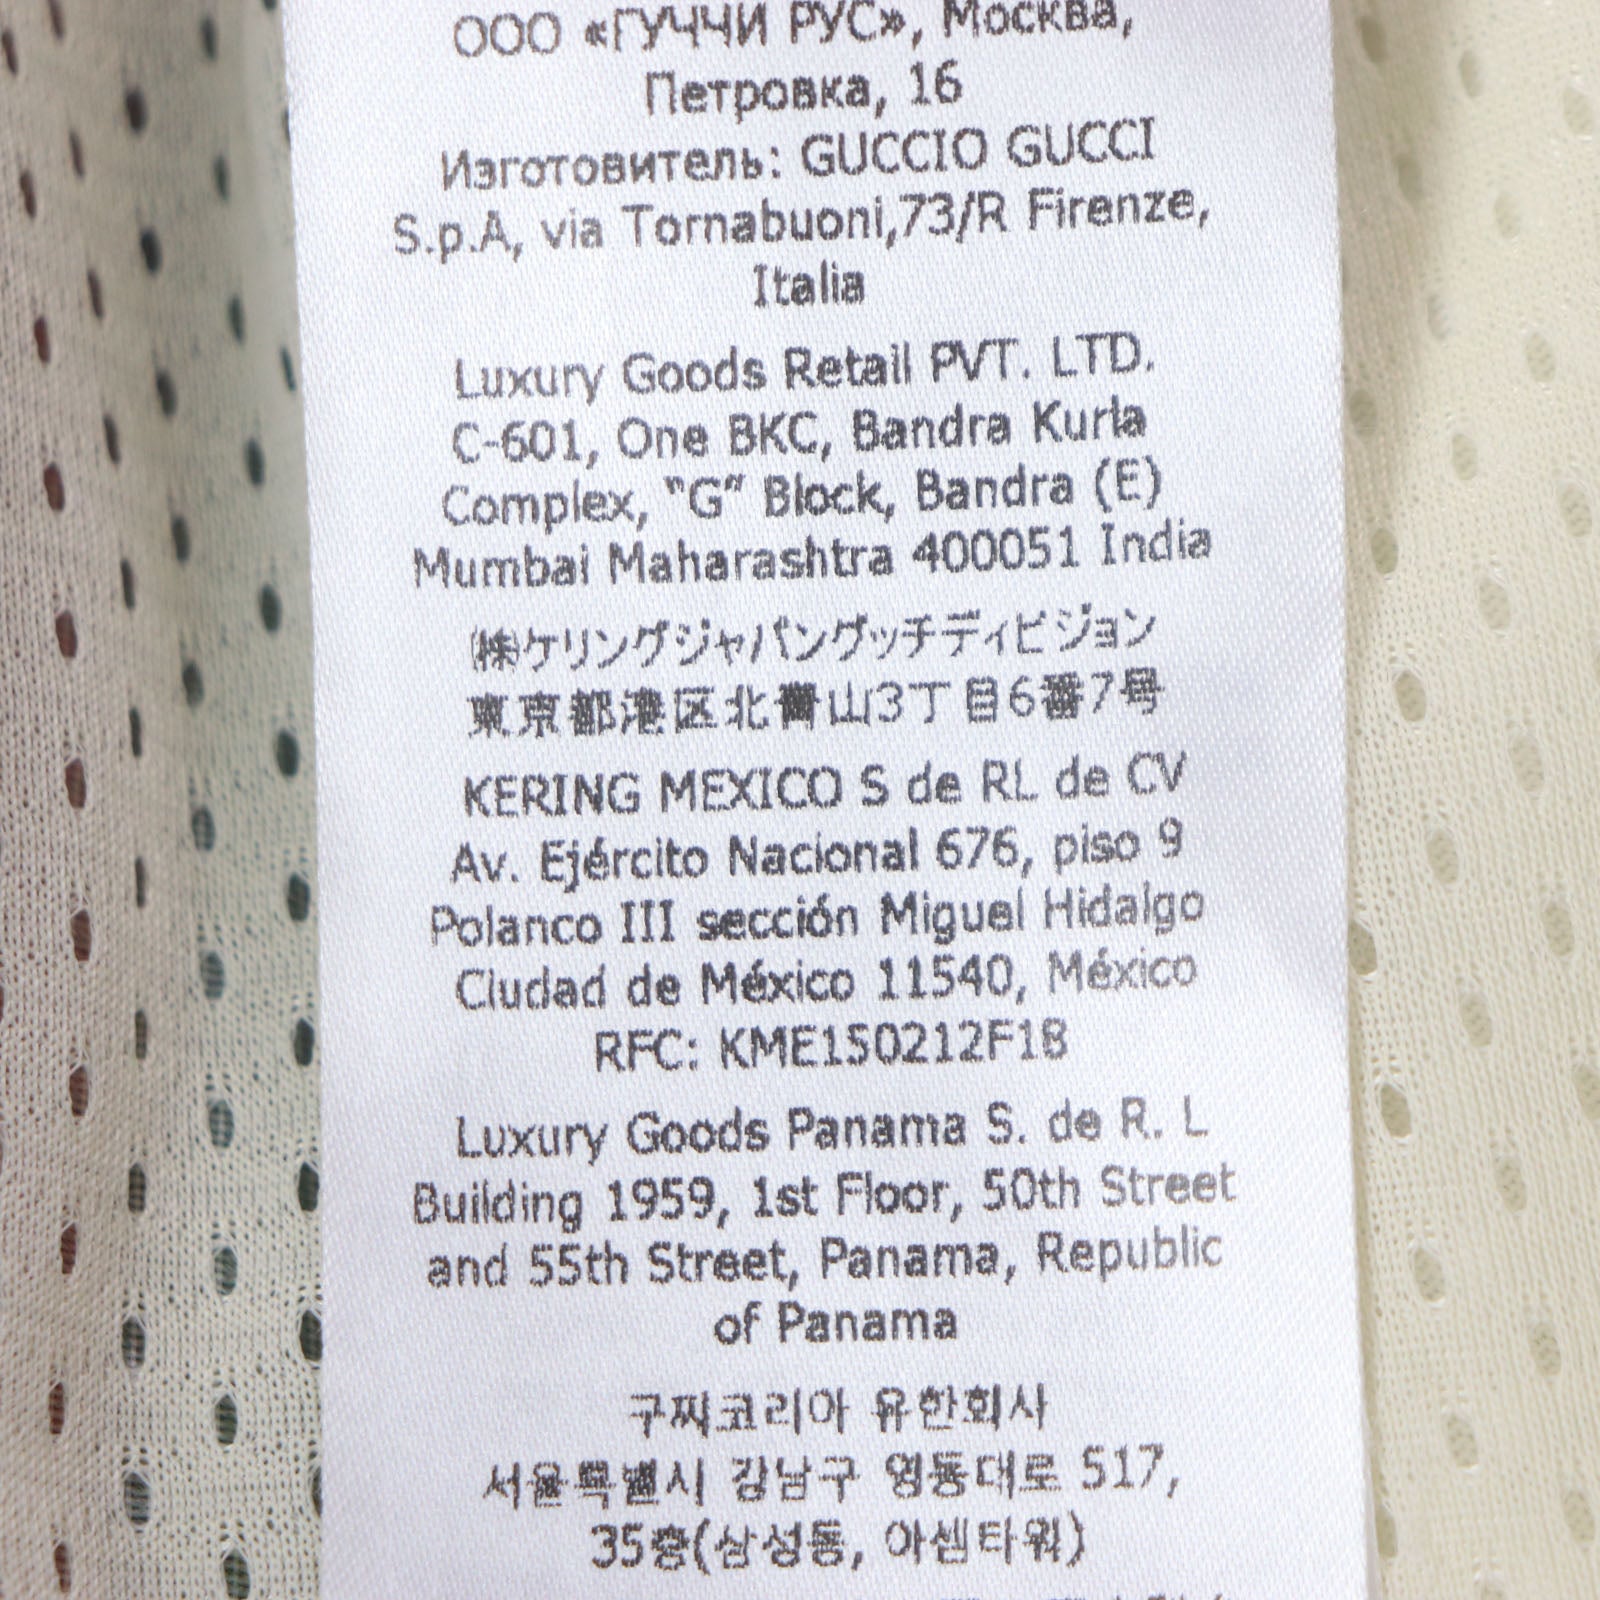 ООО «ГУЧЧИ РУС», Москва,
Петровка, 16
Изготовитель: GUCCIO GUCCI
S.p.A, via Tornabuoni,73/R Firenze,
Italia
Luxury Goods Retail PVT. LTD.
C-601, One BKC, Bandra Kurla
Complex, “G” Block, Bandra (E)
Mumbai Maharashtra 400051 India
㈱ケリングジャパングッチディビジョン
東京都港区北青山3丁目6番7号
KERING MEXICO S de RL de CV
Av. Ejército Nacional 676, piso 9
Polanco III sección Miguel Hidalgo
Ciudad de México 11540, México
RFC: KME150212F18
Luxury Goods Panama S. de R. L
Building 1959, 1st Floor, 50th Street
and 55th Street, Panama, Republic
of Panama
구찌코리아 유한회사
서울특별시 강남구 영동대로 517,
35층(삼성동, 아셈타워)